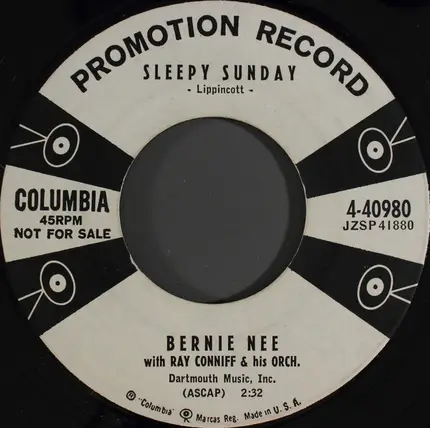 PROMOTION RECORD
SLEEPY SUNDAY
- Lippincott -
COLUMBIA
45RPM
NOT FOR SALE
4-40980
JZSP 41880
BERNIE NEE
with RAY CONNIFF & his ORCH.
Dartmouth Music, Inc.
(ASCAP) 2:32
® "Columbia" Marcas Reg. Made in U. S. A.